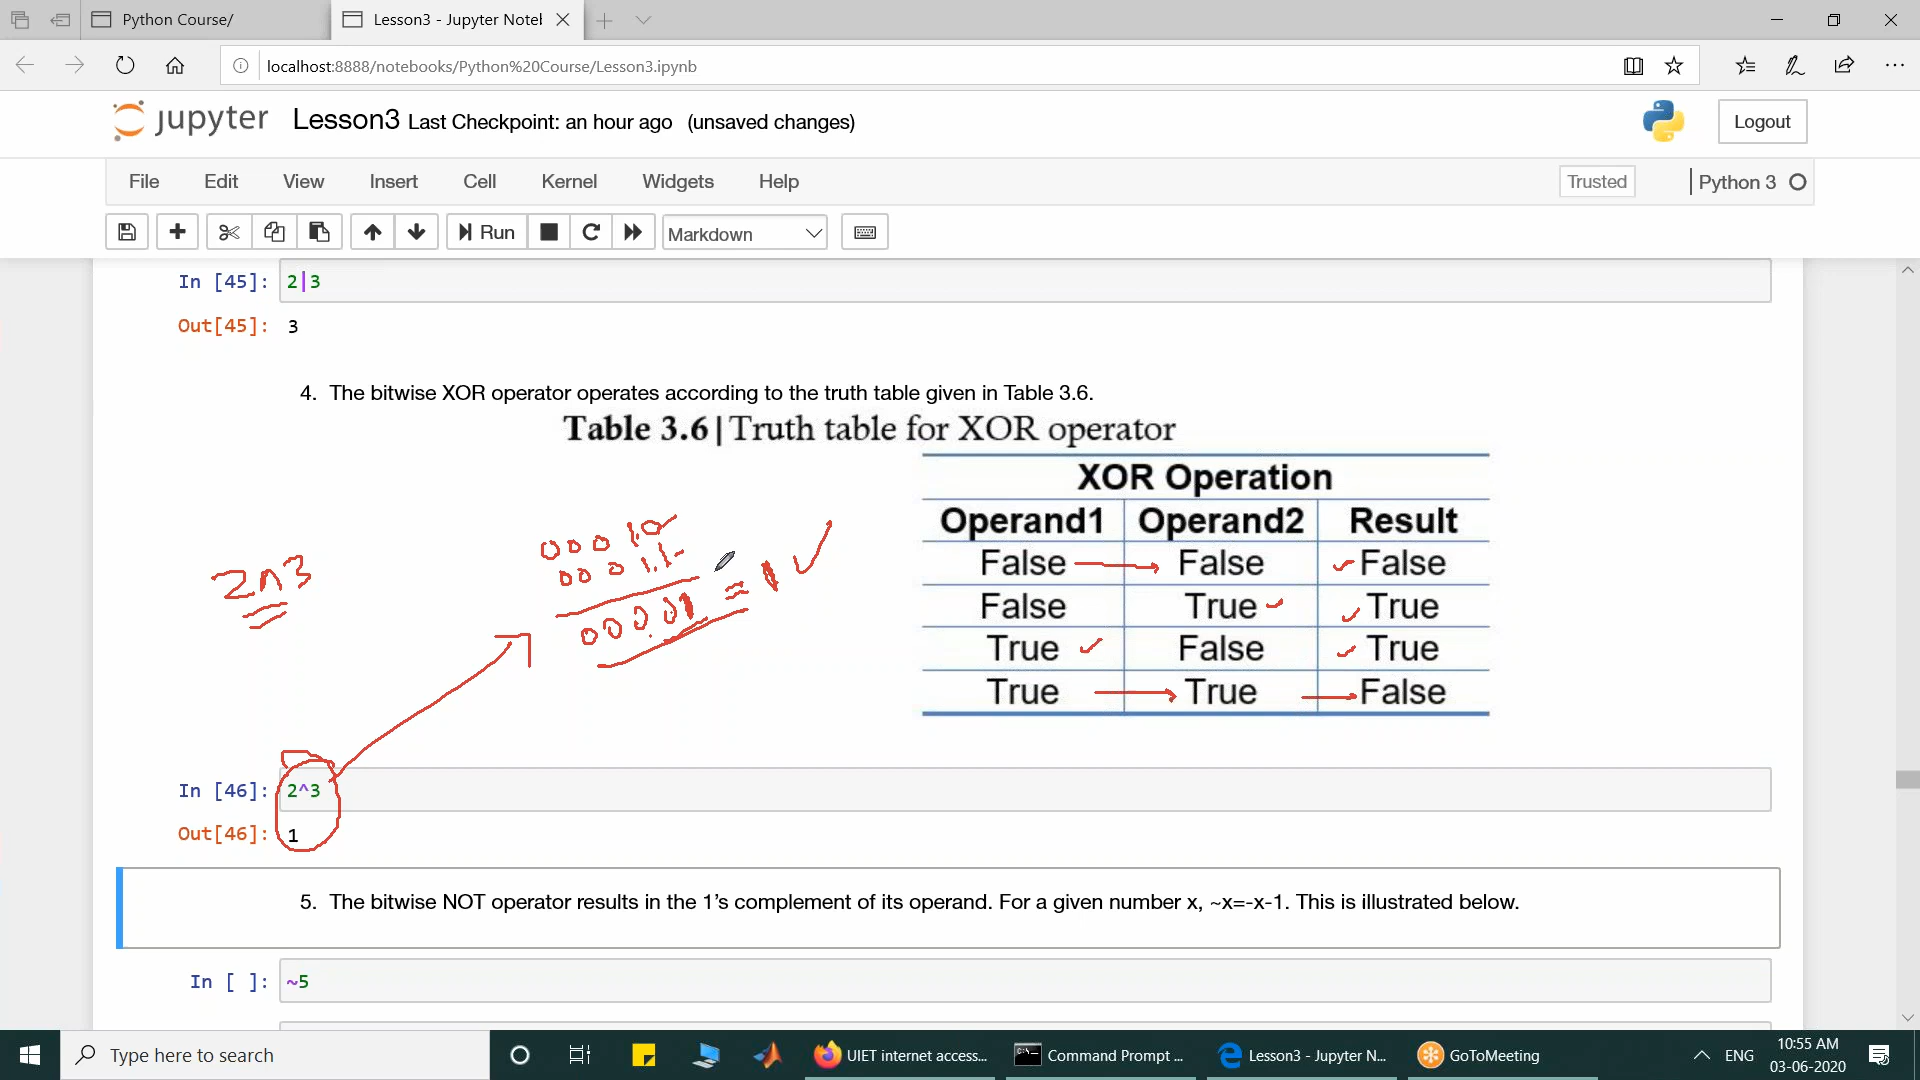 Python Course/
Lesson3 - Jupyter Notel
localhost:8888/notebooks/Python%20Course/Lesson3.ipynb
jupyter Lesson3 Last Checkpoint: an hour ago (unsaved changes)
Logout
File Edit View Insert Cell Kernel Widgets Help
Trusted
Python 3
Run
Markdown
In [45]: 2|3
Out[45]: 3
4. The bitwise XOR operator operates according to the truth table given in Table 3.6.
Table 3.6|Truth table for XOR operator
XOR Operation
Operand1 Operand2 Result
False False False
False True True
True False True
True True False
2^3
00010
00011
00001 = 1
In [46]: 2^3
Out[46]: 1
5. The bitwise NOT operator results in the 1's complement of its operand. For a given number x, ~x=-x-1. This is illustrated below.
In [ ]: ~5
Type here to search
UIET internet access...
Command Prompt ...
Lesson3 - Jupyter N...
GoToMeeting
ENG
10:55 AM
03-06-2020